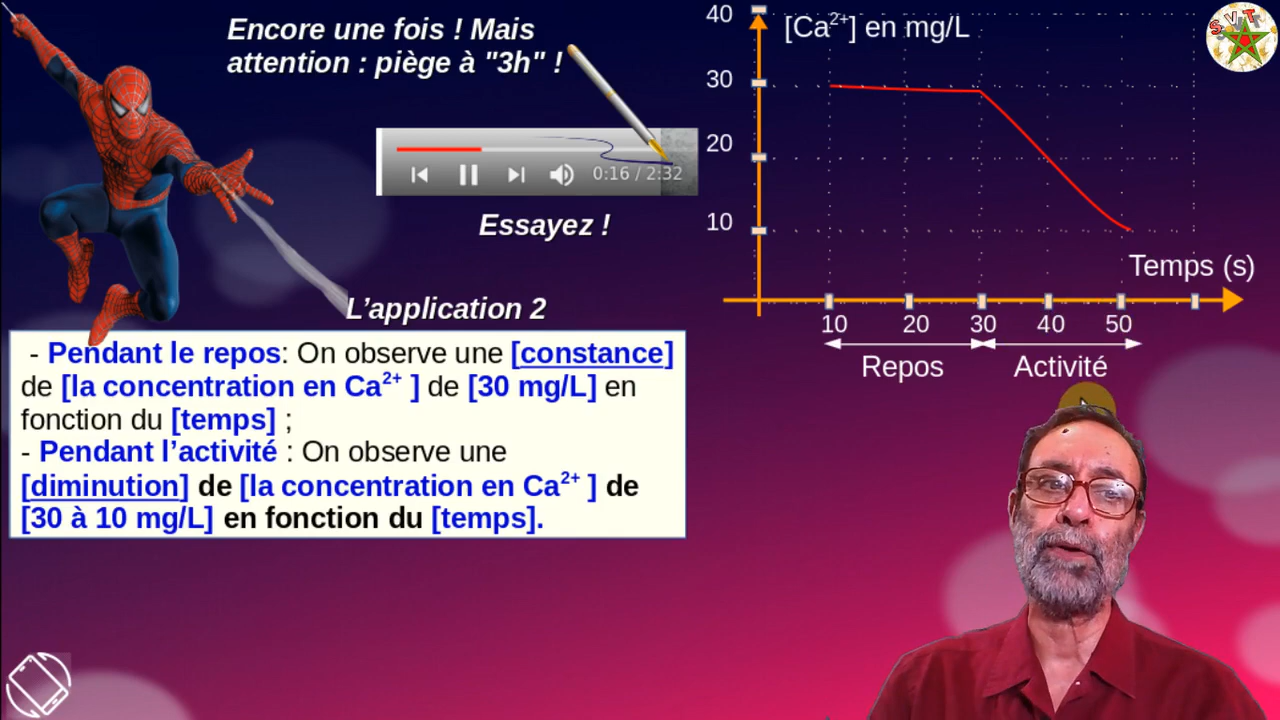 Encore une fois ! Mais
attention : piège à "3h" !
0:16 / 2:32
Essayez !
L'application 2
- Pendant le repos: On observe une [constance]
de [la concentration en Ca²⁺ ] de [30 mg/L] en
fonction du [temps] ;
- Pendant l'activité : On observe une
[diminution] de [la concentration en Ca²⁺ ] de
[30 à 10 mg/L] en fonction du [temps].
[Ca²⁺] en mg/L
40
30
20
10
Temps (s)
10 20 30 40 50
Repos Activité
SVT